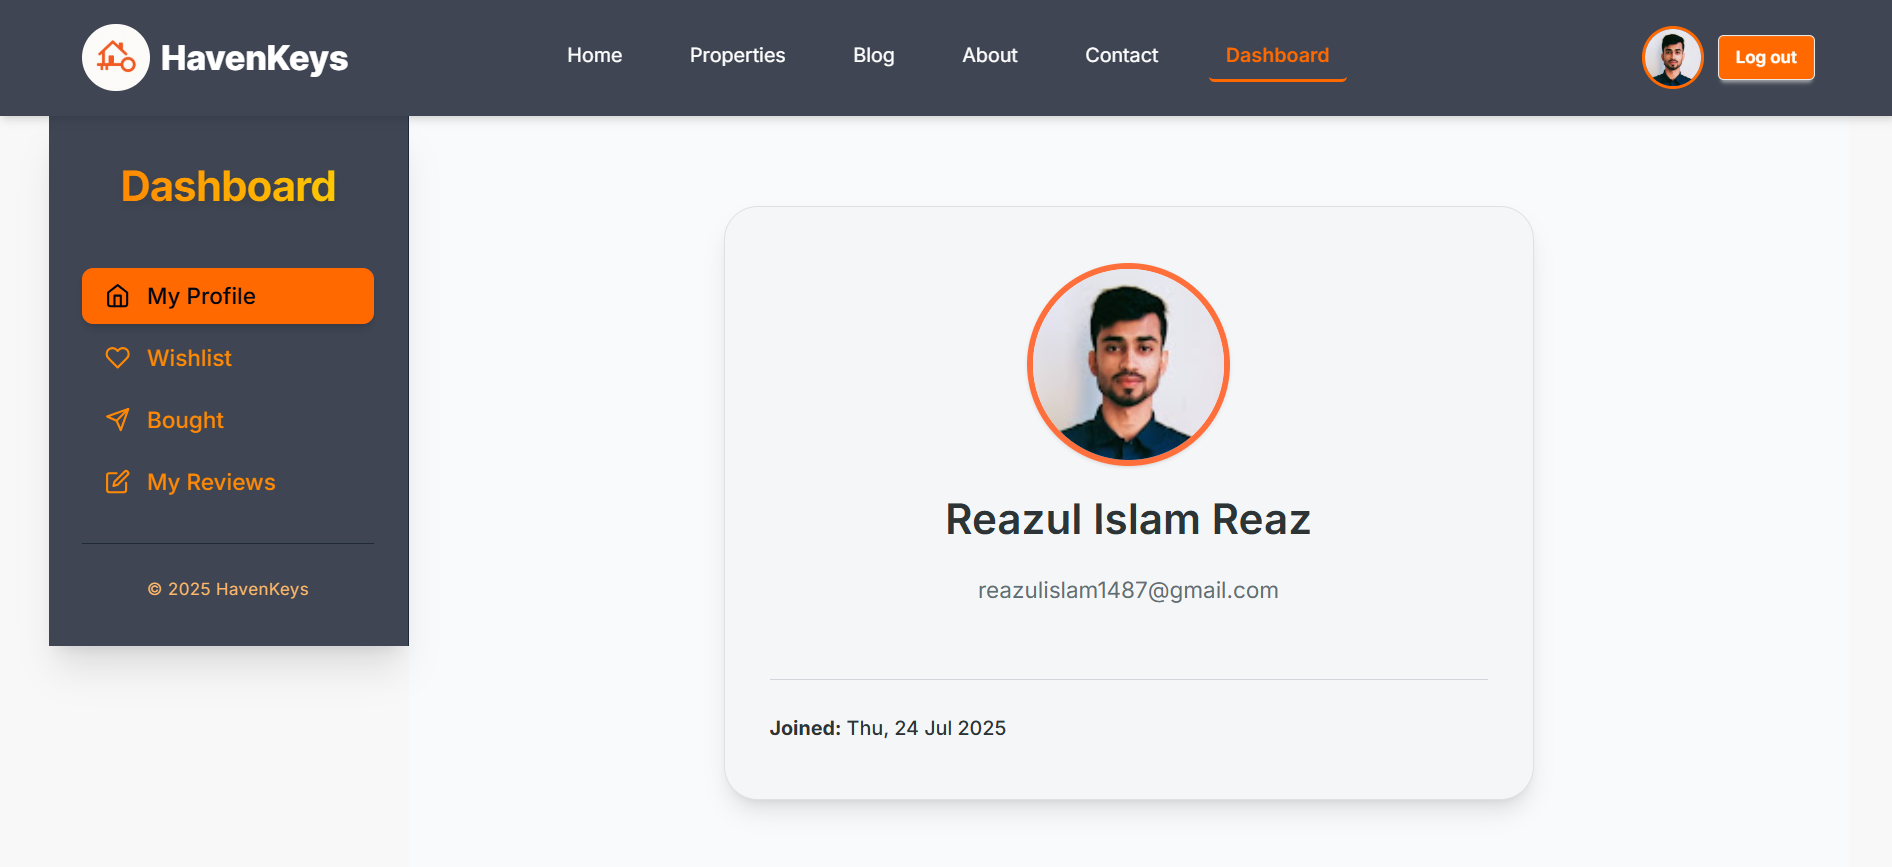 HavenKeys
Home
Properties
Blog
About
Contact
Dashboard
Log out
Dashboard
My Profile
Wishlist
Bought
My Reviews
© 2025 HavenKeys
Reazul Islam Reaz
reazulislam1487@gmail.com
Joined: Thu, 24 Jul 2025